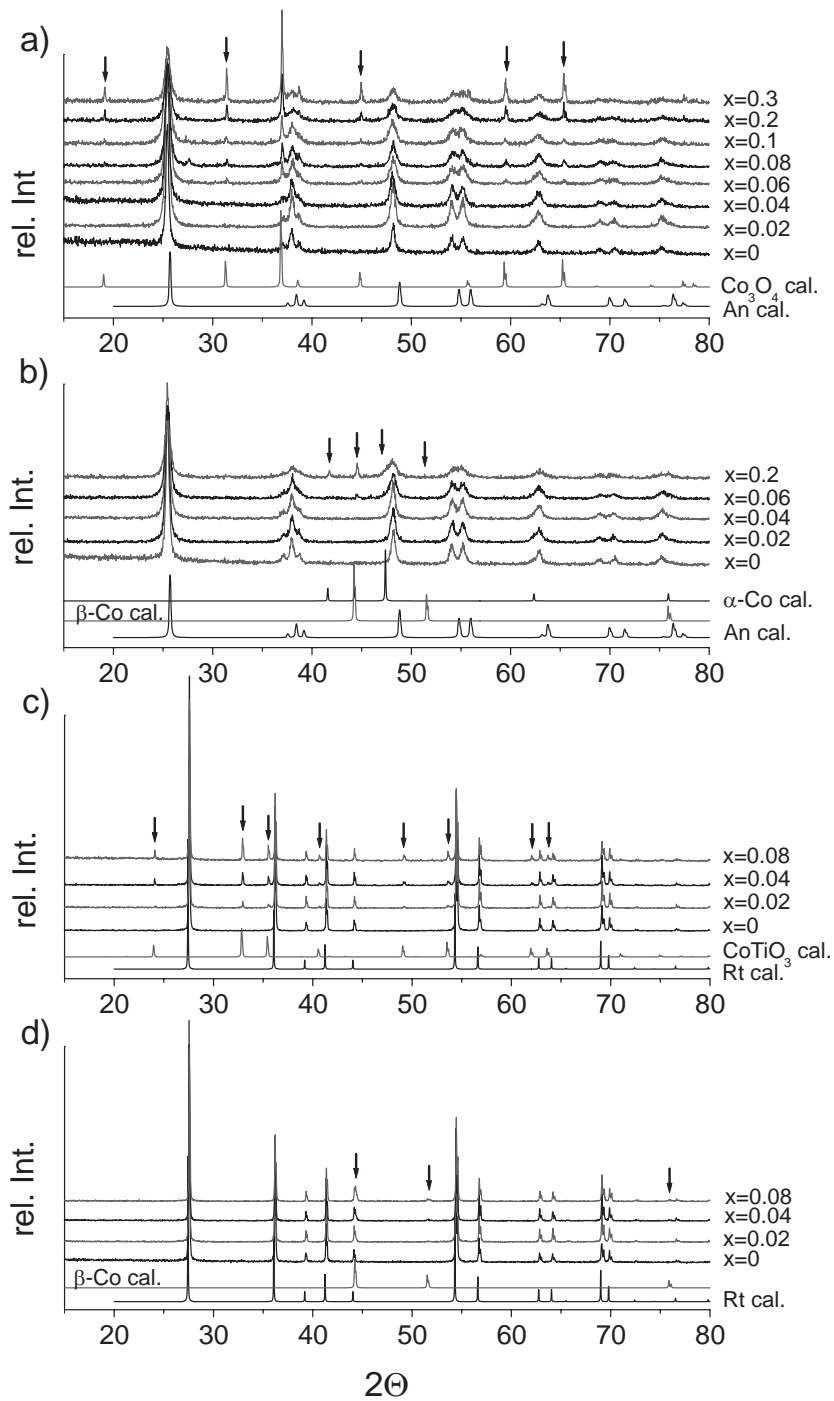 a)
rel. Int
x=0.3
x=0.2
x=0.1
x=0.08
x=0.06
x=0.04
x=0.02
x=0
Co₃O₄ cal.
An cal.
20 30 40 50 60 70 80
b)
rel. Int.
x=0.2
x=0.06
x=0.04
x=0.02
x=0
α-Co cal.
β-Co cal.
An cal.
20 30 40 50 60 70 80
c)
rel. Int.
x=0.08
x=0.04
x=0.02
x=0
CoTiO₃ cal.
Rt cal.
20 30 40 50 60 70 80
d)
rel. Int.
x=0.08
x=0.04
x=0.02
x=0
β-Co cal.
Rt cal.
20 30 40 50 60 70 80
2Θ